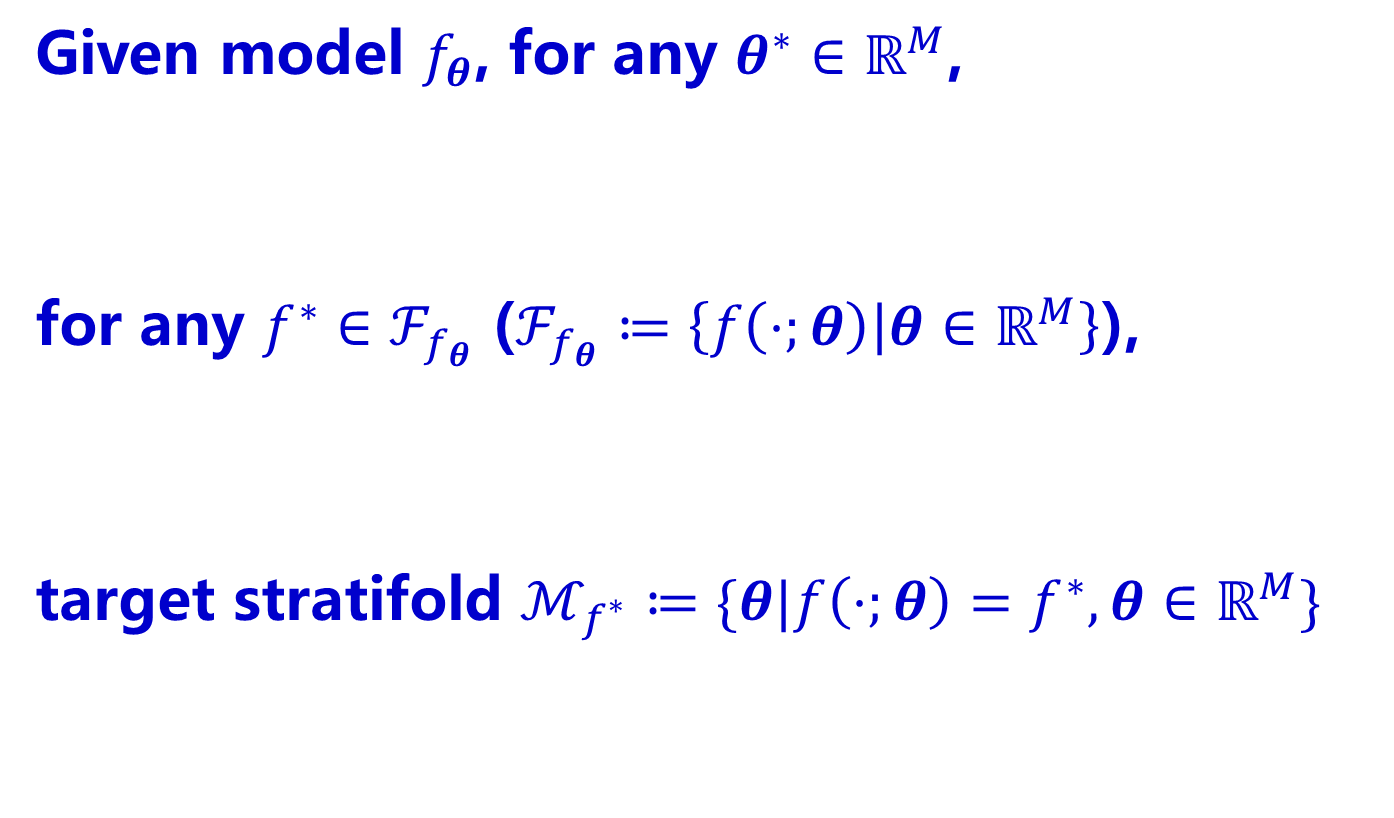 Given model 𝑓_𝜽, for any 𝜽* ∈ ℝ^𝑀,
for any 𝑓* ∈ ℱ_{𝑓_𝜽} (ℱ_{𝑓_𝜽} ≔ {𝑓(·; 𝜽)|𝜽 ∈ ℝ^𝑀}),
target stratifold ℳ_{𝑓*} ≔ {𝜽|𝑓(·; 𝜽) = 𝑓*, 𝜽 ∈ ℝ^𝑀}